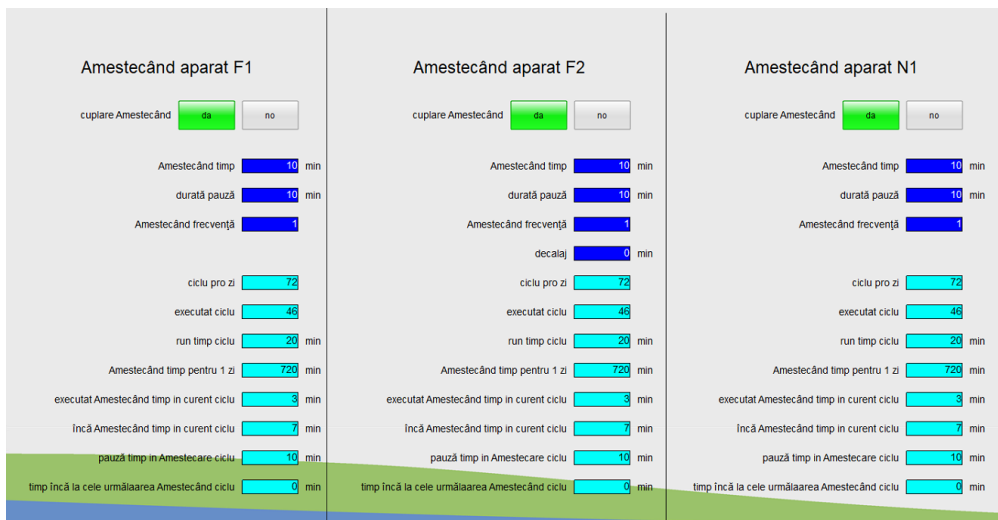 Amestecând aparat F1
cuplare Amestecând da no
Amestecând timp 10 min
durată pauză 10 min
Amestecând frecvență 1
ciclu pro zi 72
executat ciclu 46
run timp ciclu 20 min
Amestecând timp pentru 1 zi 720 min
executat Amestecând timp in curent ciclu 3 min
încă Amestecând timp in curent ciclu 7 min
pauză timp in Amestecare ciclu 10 min
timp încă la cele urmălaarea Amestecând ciclu 0 min
Amestecând aparat F2
cuplare Amestecând da no
Amestecând timp 10 min
durată pauză 10 min
Amestecând frecvență 1
decalaj 0 min
ciclu pro zi 72
executat ciclu 46
run timp ciclu 20 min
Amestecând timp pentru 1 zi 720 min
executat Amestecând timp in curent ciclu 3 min
încă Amestecând timp in curent ciclu 7 min
pauză timp in Amestecare ciclu 10 min
timp încă la cele urmălaarea Amestecând ciclu 0 min
Amestecând aparat N1
cuplare Amestecând da no
Amestecând timp 10 min
durată pauză 10 min
Amestecând frecvență 1
ciclu pro zi 72
executat ciclu 46
run timp ciclu 20 min
Amestecând timp pentru 1 zi 720 min
executat Amestecând timp in curent ciclu 3 min
încă Amestecând timp in curent ciclu 7 min
pauză timp in Amestecare ciclu 10 min
timp încă la cele urmălaarea Amestecând ciclu 0 min